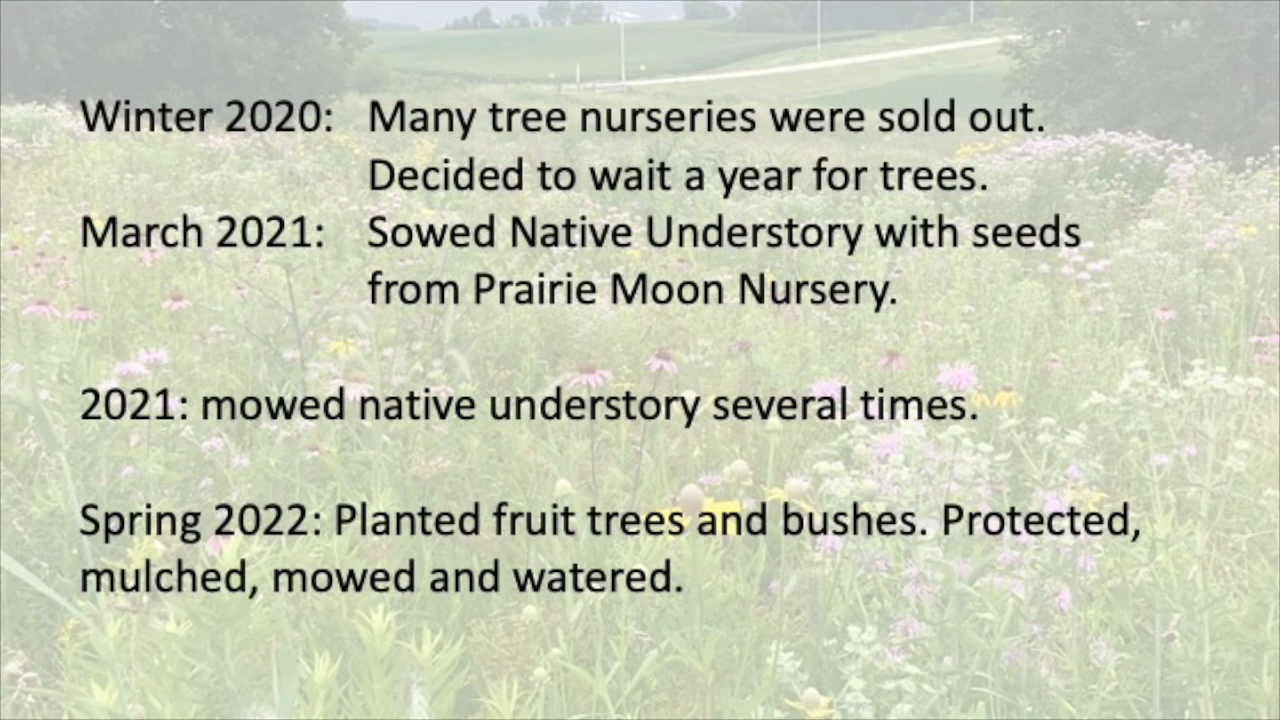 Winter 2020: Many tree nurseries were sold out.
Decided to wait a year for trees.
March 2021: Sowed Native Understory with seeds
from Prairie Moon Nursery.
2021: mowed native understory several times.
Spring 2022: Planted fruit trees and bushes. Protected,
mulched, mowed and watered.